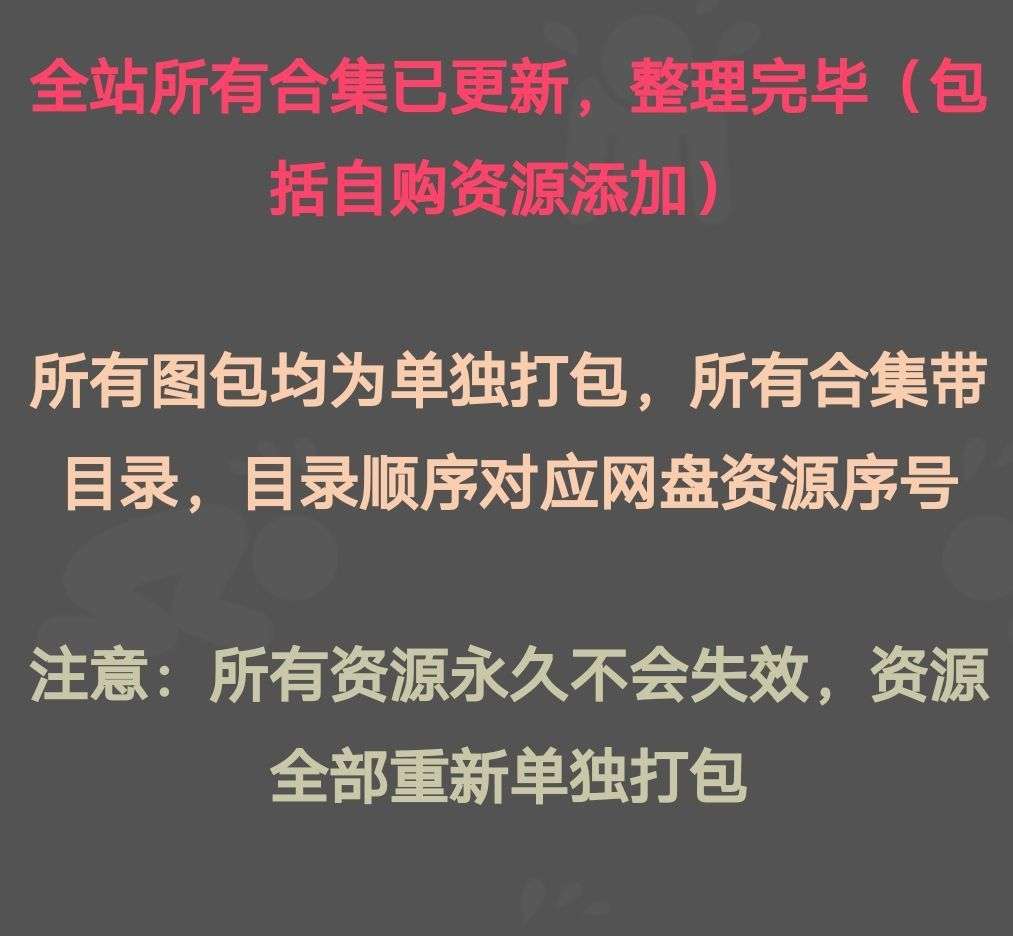 全站所有合集已更新，整理完毕（包
括自购资源添加）
所有图包均为单独打包，所有合集带
目录，目录顺序对应网盘资源序号
注意：所有资源永久不会失效，资源
全部重新单独打包